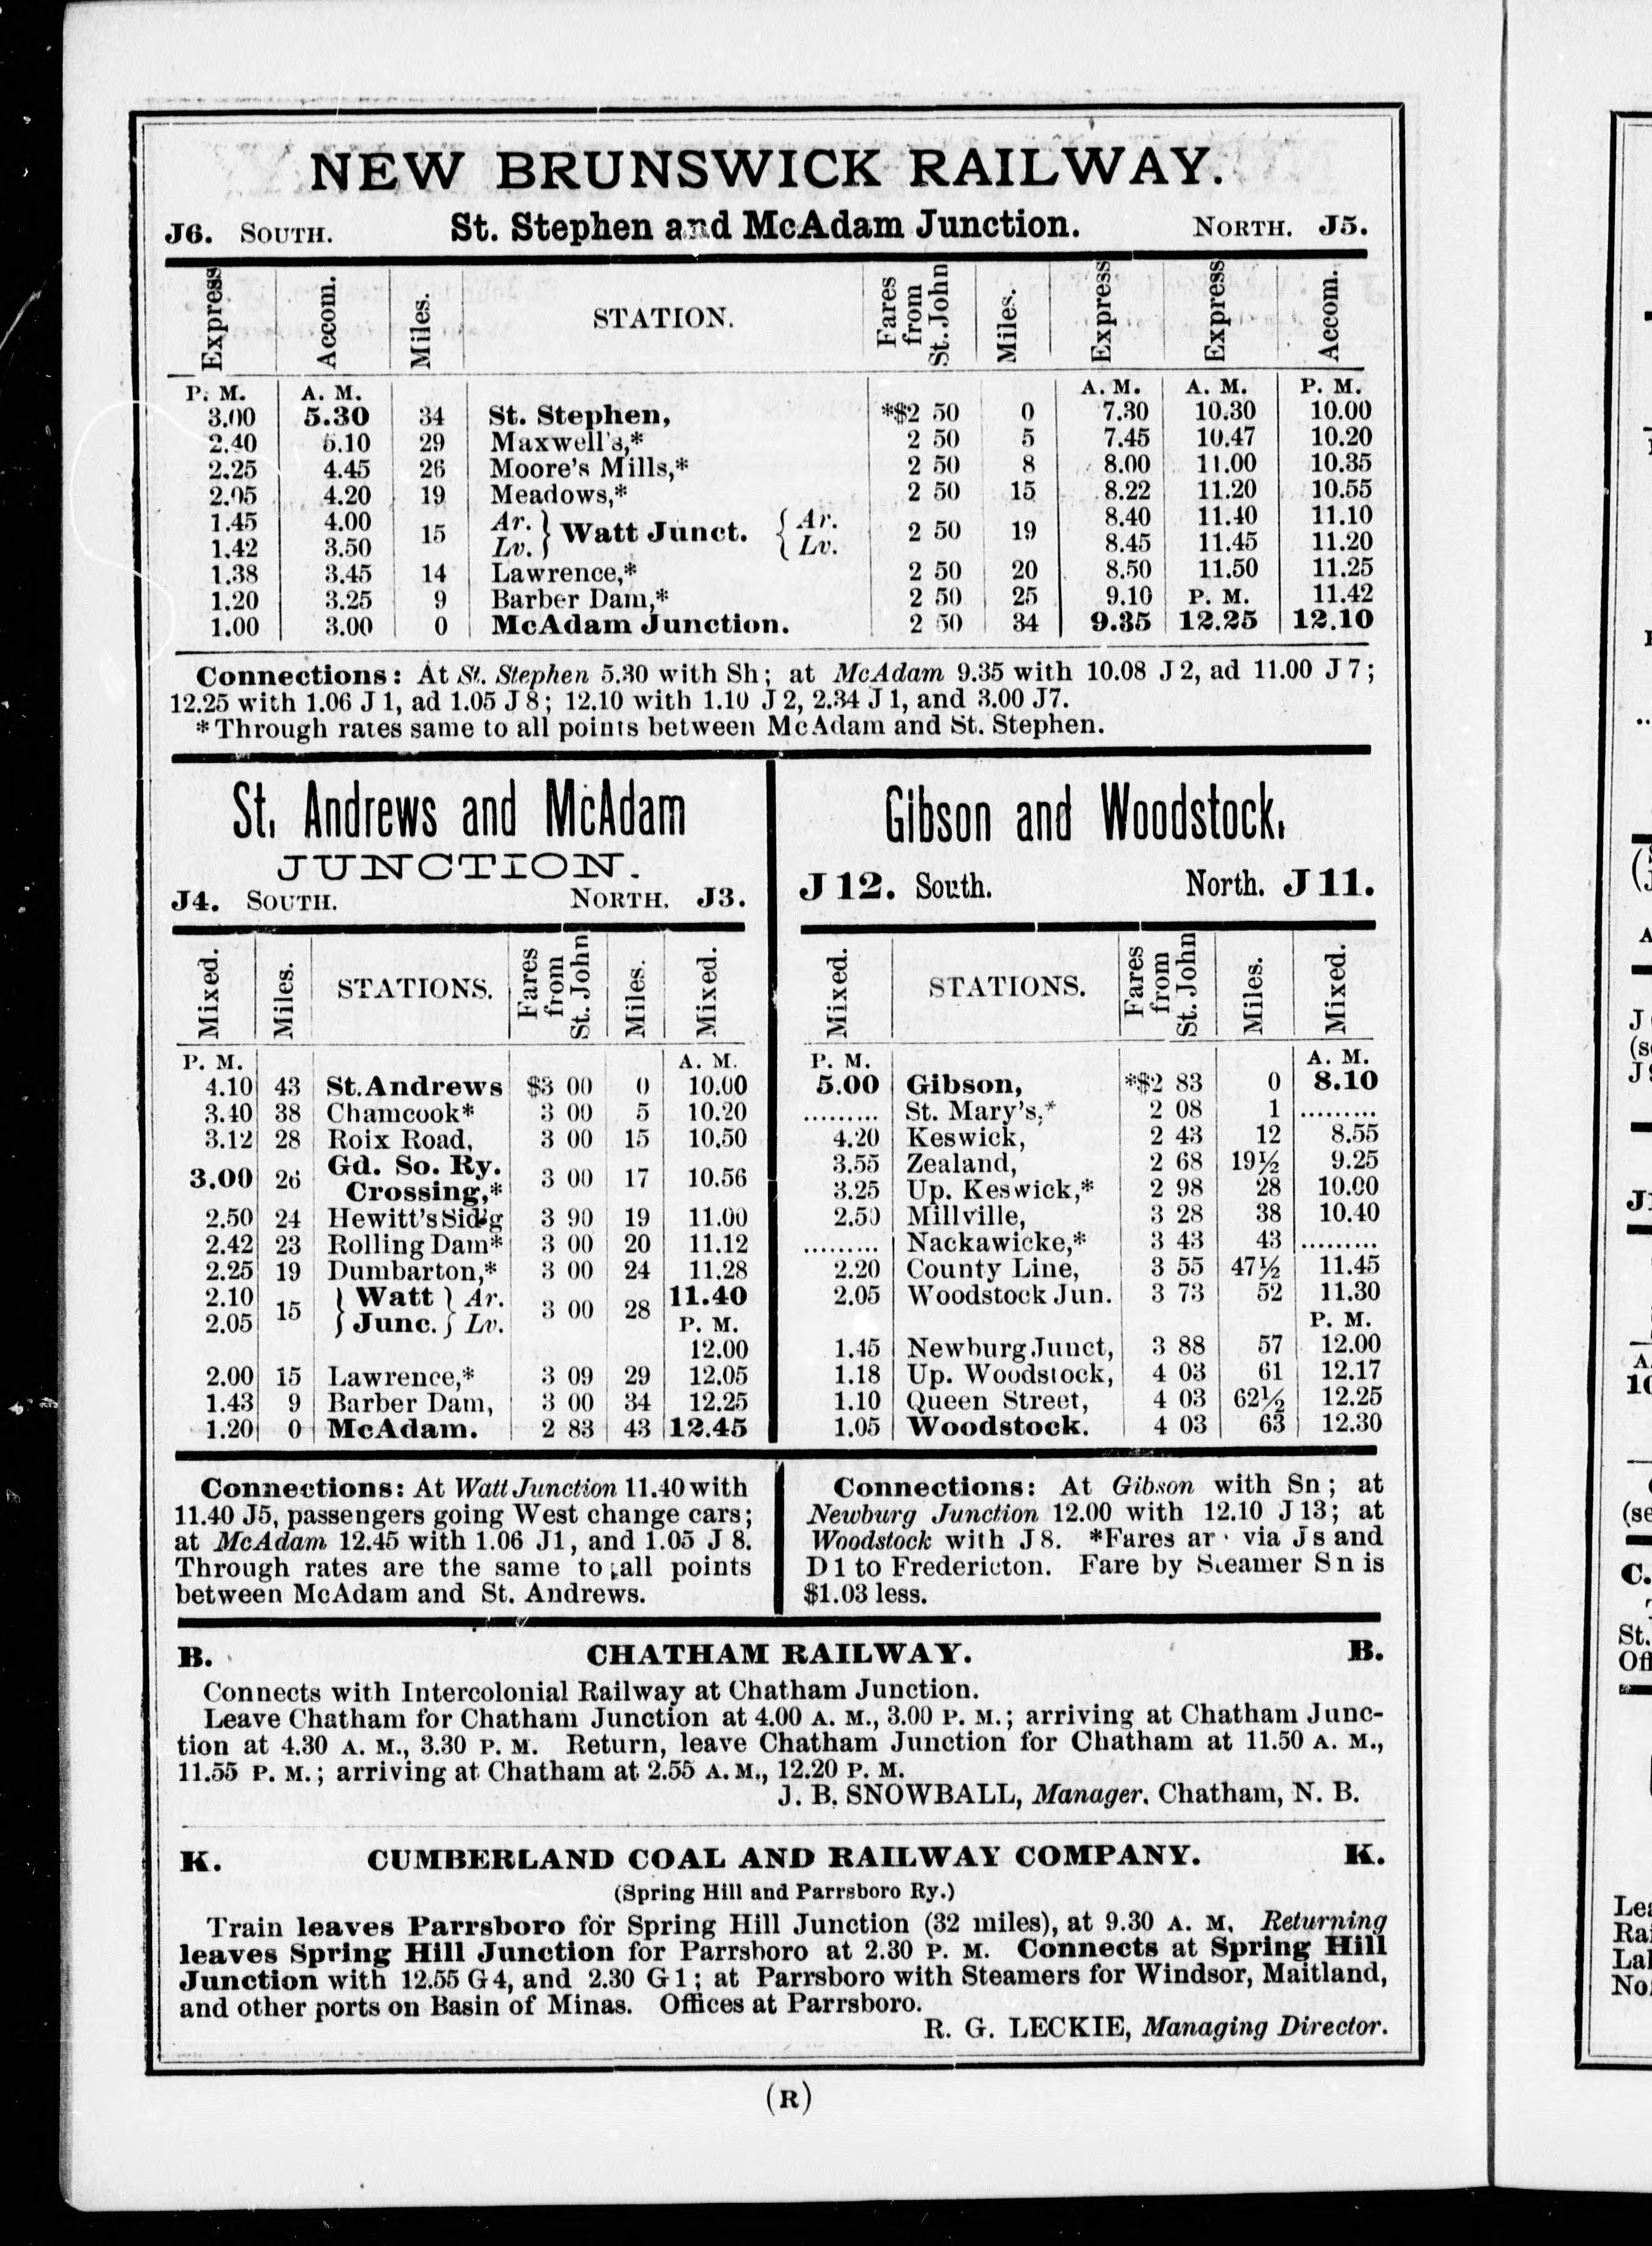 NEW BRUNSWICK RAILWAY.
J6. SOUTH. St. Stephen and McAdam Junction. NORTH. J5.
Express Accom. Miles. STATION. Fares from St. John Miles. Express Express Accom.
P. M. A. M. A. M. A. M. P. M.
3.00 5.30 34 St. Stephen, *$2 50 0 7.30 10.30 10.00
2.40 5.10 29 Maxwell's,* 2 50 5 7.45 10.47 10.20
2.25 4.45 26 Moore's Mills,* 2 50 8 8.00 11.00 10.35
2.05 4.20 19 Meadows,* 2 50 15 8.22 11.20 10.55
1.45 4.00 15 Ar. } Watt Junct. { Ar. 2 50 19 8.40 11.40 11.10
1.42 3.50 Lv. } { Lv. 8.45 11.45 11.20
1.38 3.45 14 Lawrence,* 2 50 20 8.50 11.50 11.25
1.20 3.25 9 Barber Dam,* 2 50 25 9.10 P. M. 11.42
1.00 3.00 0 McAdam Junction. 2 50 34 9.35 12.25 12.10
Connections: At St. Stephen 5.30 with Sh; at McAdam 9.35 with 10.08 J 2, ad 11.00 J 7;
12.25 with 1.06 J 1, ad 1.05 J 8; 12.10 with 1.10 J 2, 2.34 J 1, and 3.00 J7.
*Through rates same to all points between McAdam and St. Stephen.
St. Andrews and McAdam
JUNCTION.
J4. SOUTH. NORTH. J3.
Mixed. Miles. STATIONS. Fares from St. John Miles. Mixed.
P. M. A. M.
4.10 43 St. Andrews $3 00 0 10.00
3.40 38 Chamcook* 3 00 5 10.20
3.12 28 Roix Road, 3 00 15 10.50
3.00 26 Gd. So. Ry. 3 00 17 10.56
Crossing,*
2.50 24 Hewitt's Sid'g 3 90 19 11.00
2.42 23 Rolling Dam* 3 00 20 11.12
2.25 19 Dumbarton,* 3 00 24 11.28
2.10 15 } Watt } Ar. 3 00 28 11.40
2.05 } Junc. } Lv. P. M.
12.00
2.00 15 Lawrence,* 3 09 29 12.05
1.43 9 Barber Dam, 3 00 34 12.25
1.20 0 McAdam. 2 83 43 12.45
Connections: At Watt Junction 11.40 with
11.40 J5, passengers going West change cars;
at McAdam 12.45 with 1.06 J1, and 1.05 J 8.
Through rates are the same to all points
between McAdam and St. Andrews.
Gibson and Woodstock.
J 12. South. North. J 11.
Mixed. STATIONS. Fares from St. John Miles. Mixed.
P. M. A. M.
5.00 Gibson, *$2 83 0 8.10
......... St. Mary's,* 2 08 1 .........
4.20 Keswick, 2 43 12 8.55
3.55 Zealand, 2 68 19½ 9.25
3.25 Up. Keswick,* 2 98 28 10.00
2.50 Millville, 3 28 38 10.40
......... Nackawicke,* 3 43 43 .........
2.20 County Line, 3 55 47½ 11.45
2.05 Woodstock Jun. 3 73 52 11.30
P. M.
1.45 Newburg Junct, 3 88 57 12.00
1.18 Up. Woodstock, 4 03 61 12.17
1.10 Queen Street, 4 03 62½ 12.25
1.05 Woodstock. 4 03 63 12.30
Connections: At Gibson with Sn; at
Newburg Junction 12.00 with 12.10 J 13; at
Woodstock with J 8. *Fares ar via J s and
D 1 to Fredericton. Fare by Steamer S n is
$1.03 less.
B. CHATHAM RAILWAY. B.
Connects with Intercolonial Railway at Chatham Junction.
Leave Chatham for Chatham Junction at 4.00 A. M., 3.00 P. M.; arriving at Chatham Junc-
tion at 4.30 A. M., 3.30 P. M. Return, leave Chatham Junction for Chatham at 11.50 A. M.,
11.55 P. M.; arriving at Chatham at 2.55 A. M., 12.20 P. M.
J. B. SNOWBALL, Manager. Chatham, N. B.
K. CUMBERLAND COAL AND RAILWAY COMPANY. K.
(Spring Hill and Parrsboro Ry.)
Train leaves Parrsboro for Spring Hill Junction (32 miles), at 9.30 A. M. Returning
leaves Spring Hill Junction for Parrsboro at 2.30 P. M. Connects at Spring Hill
Junction with 12.55 G 4, and 2.30 G 1; at Parrsboro with Steamers for Windsor, Maitland,
and other ports on Basin of Minas. Offices at Parrsboro.
R. G. LECKIE, Managing Director.
(R)